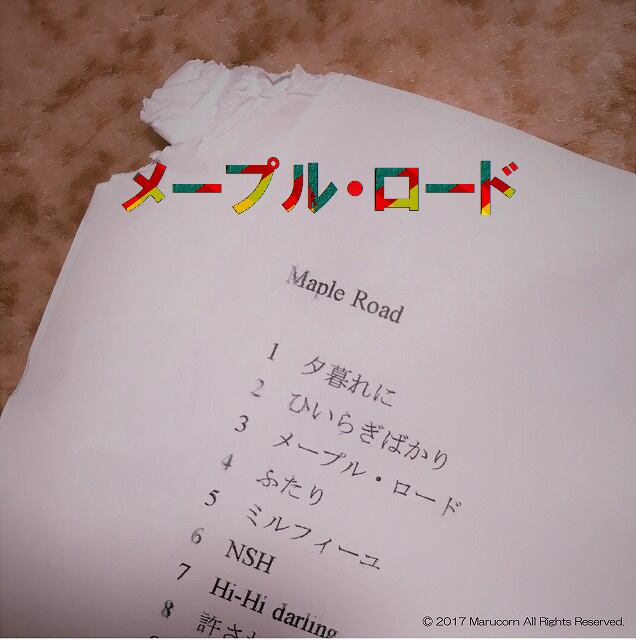 メープル・ロード
Maple Road
1 夕暮れに
2 ひいらぎばかり
3 メープル・ロード
4 ふたり
5 ミルフィーユ
6 NSH
7 Hi-Hi darling
8 許さ
© 2017 Marucorn All Rights Reserved.